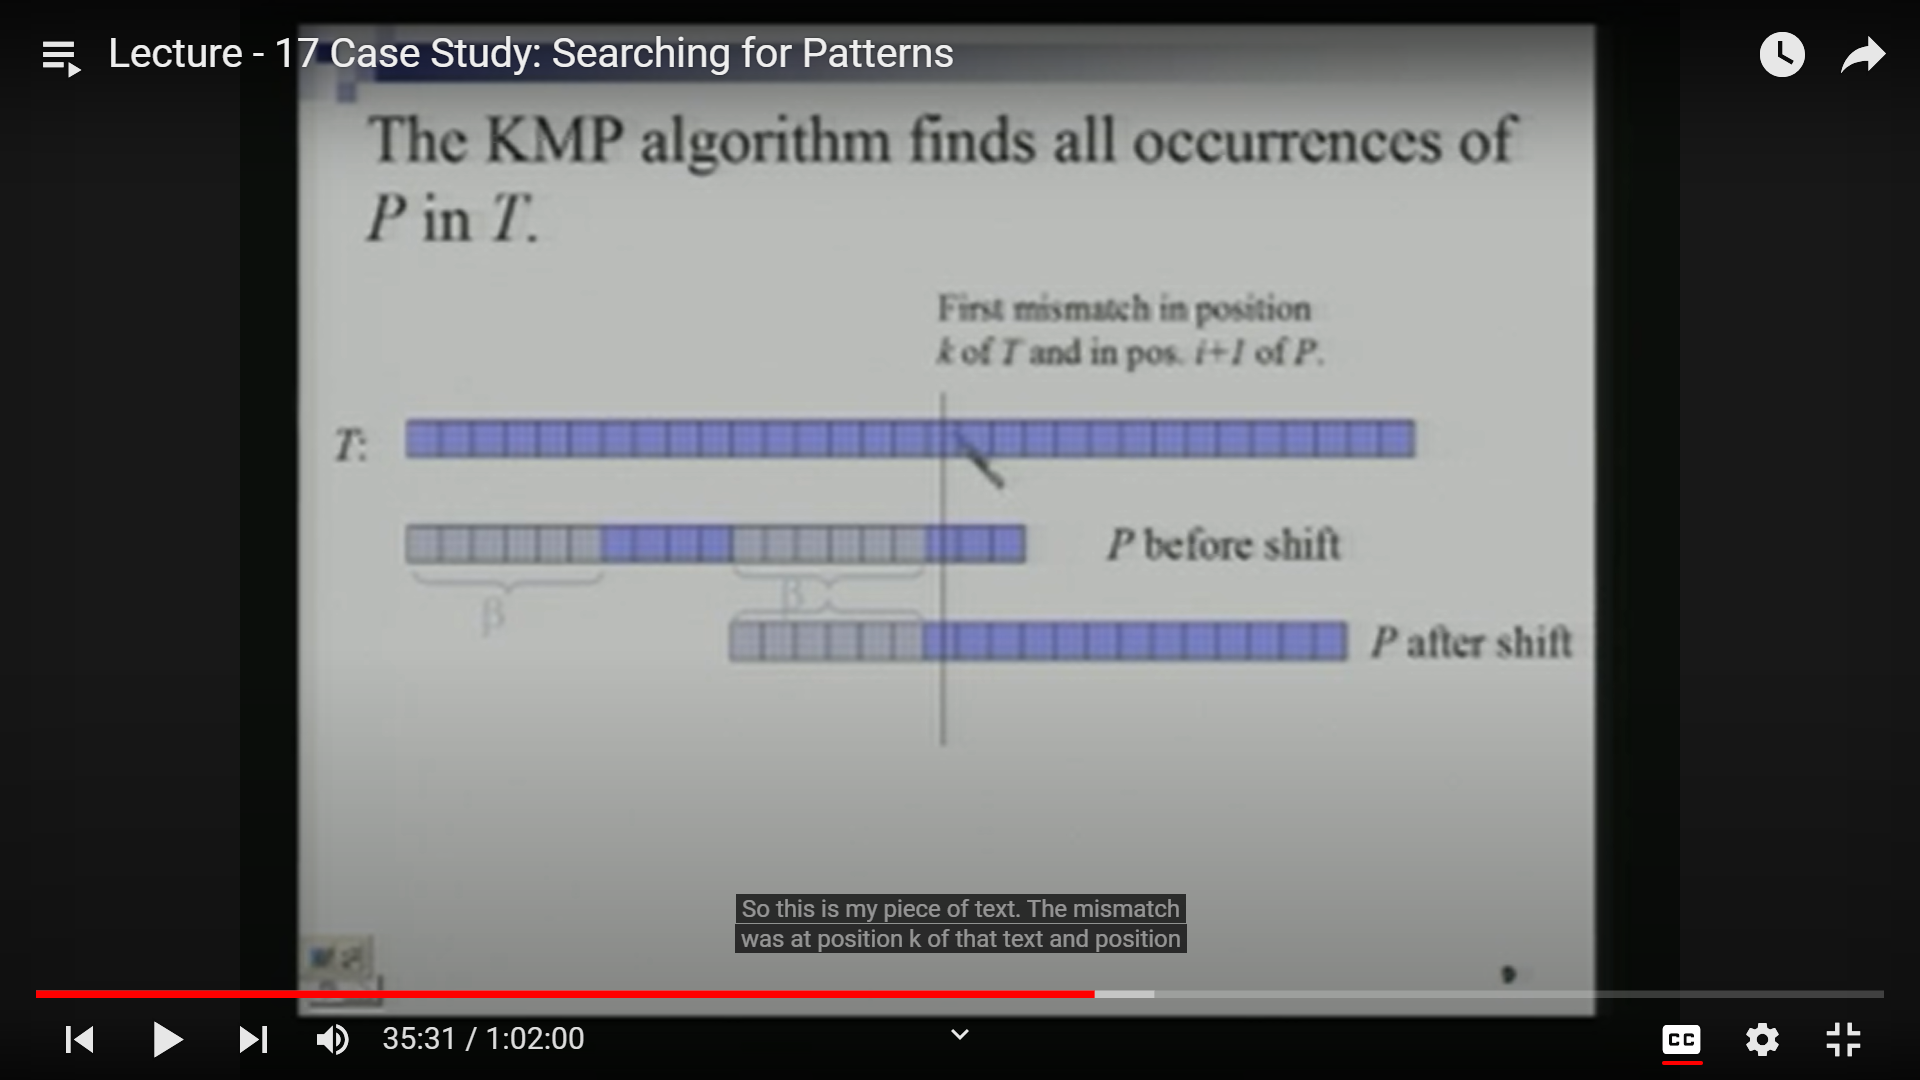 Lecture - 17 Case Study: Searching for Patterns
The KMP algorithm finds all occurrences of
P in T.
First mismatch in position
k of T and in pos. i+1 of P.
T:
P before shift
β
β
P after shift
So this is my piece of text. The mismatch
was at position k of that text and position
9
35:31 / 1:02:00
CC